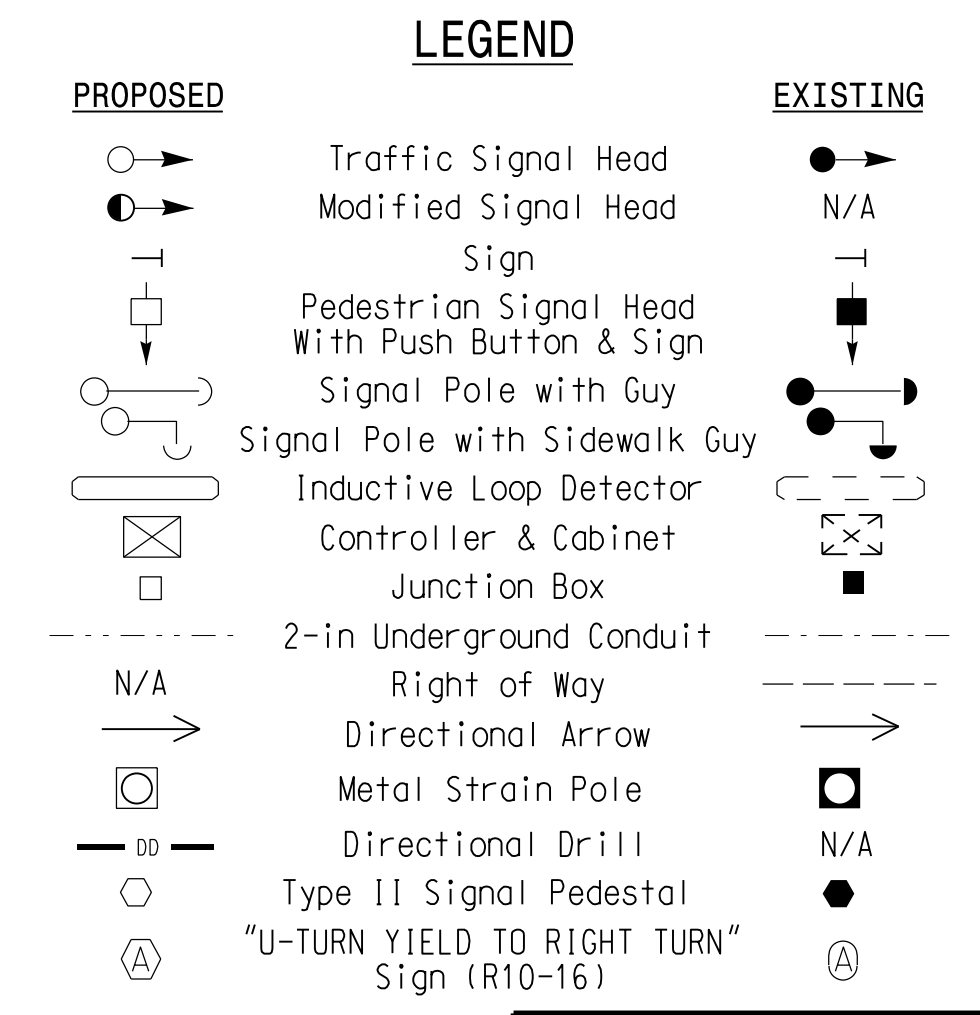 LEGEND
PROPOSED EXISTING
Traffic Signal Head
Modified Signal Head N/A
Sign
Pedestrian Signal Head
With Push Button & Sign
Signal Pole with Guy
Signal Pole with Sidewalk Guy
Inductive Loop Detector
Controller & Cabinet
Junction Box
2-in Underground Conduit
N/A Right of Way
Directional Arrow
Metal Strain Pole
DD Directional Drill N/A
Type II Signal Pedestal
"U-TURN YIELD TO RIGHT TURN"
A Sign (R10-16) A